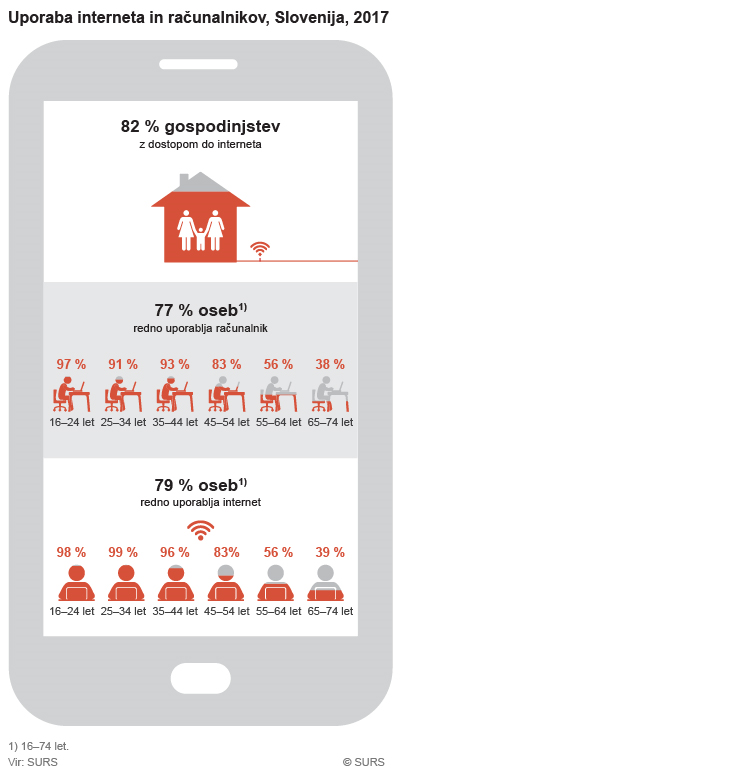 Uporaba interneta in računalnikov, Slovenija, 2017
82 % gospodinjstev
z dostopom do interneta
77 % oseb1)
redno uporablja računalnik
97 % 91 % 93 % 83 % 56 % 38 %
16–24 let 25–34 let 35–44 let 45–54 let 55–64 let 65–74 let
79 % oseb1)
redno uporablja internet
98 % 99 % 96 % 83% 56 % 39 %
16–24 let 25–34 let 35–44 let 45–54 let 55–64 let 65–74 let
1) 16–74 let.
Vir: SURS © SURS